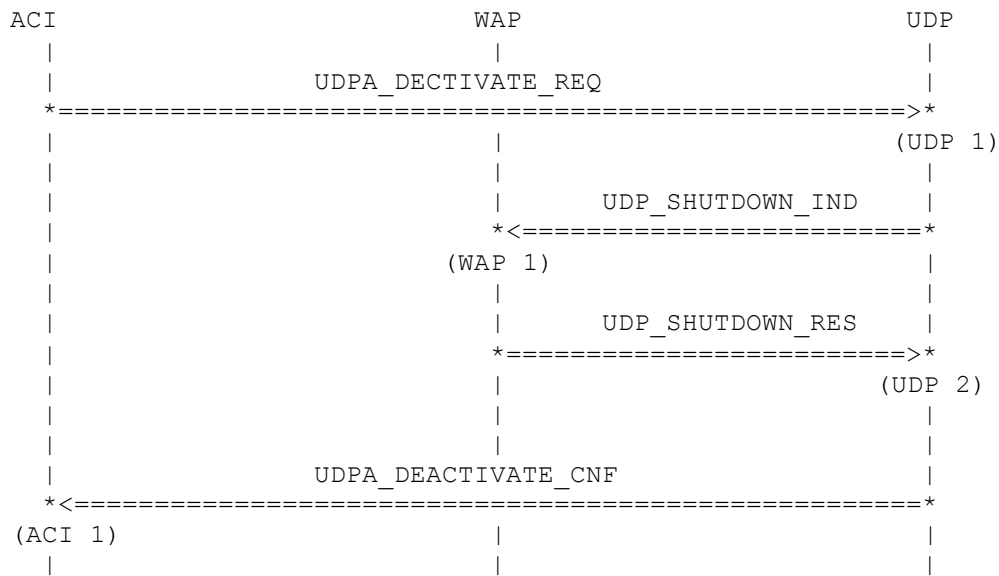 ACI WAP UDP
UDPA_DECTIVATE_REQ
(UDP 1)
UDP_SHUTDOWN_IND
(WAP 1)
UDP_SHUTDOWN_RES
(UDP 2)
UDPA_DEACTIVATE_CNF
(ACI 1)